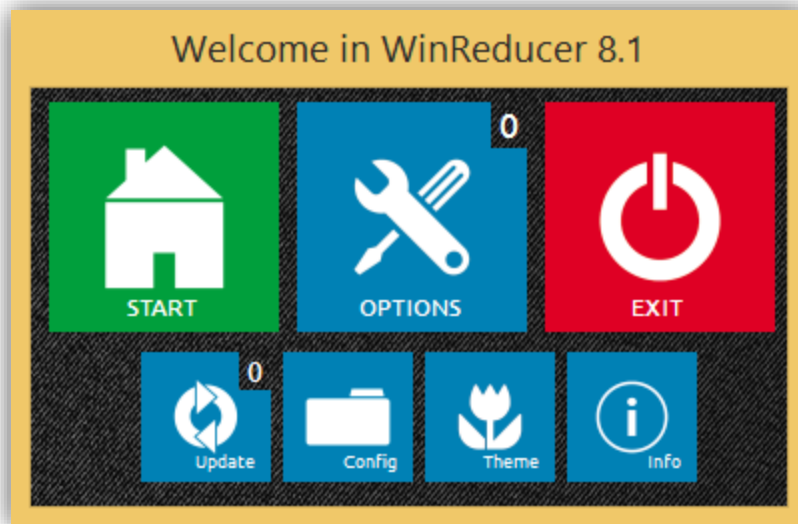 Welcome in WinReducer 8.1
0
START
OPTIONS
EXIT
0
Update
Config
Theme
Info